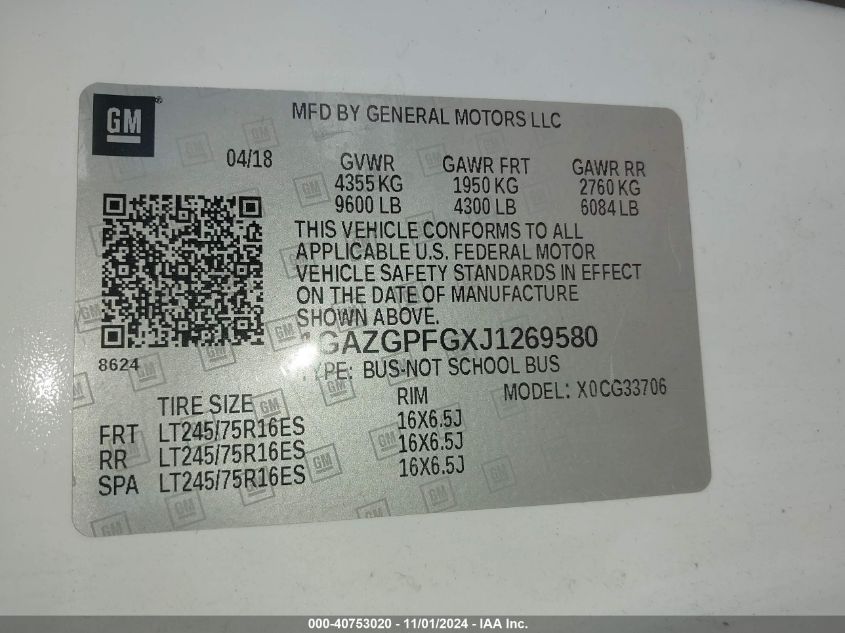 GM
MFD BY GENERAL MOTORS LLC
04/18
GVWR GAWR FRT GAWR RR
4355 KG 1950 KG 2760 KG
9600 LB 4300 LB 6084 LB
THIS VEHICLE CONFORMS TO ALL
APPLICABLE U.S. FEDERAL MOTOR
VEHICLE SAFETY STANDARDS IN EFFECT
ON THE DATE OF MANUFACTURE
SHOWN ABOVE.
1GAZGPFGXJ1269580
8624
TYPE: BUS-NOT SCHOOL BUS
MODEL: X0CG33706
TIRE SIZE RIM
FRT LT245/75R16ES 16X6.5J
RR LT245/75R16ES 16X6.5J
SPA LT245/75R16ES 16X6.5J
000-40753020 - 11/01/2024 - IAA Inc.